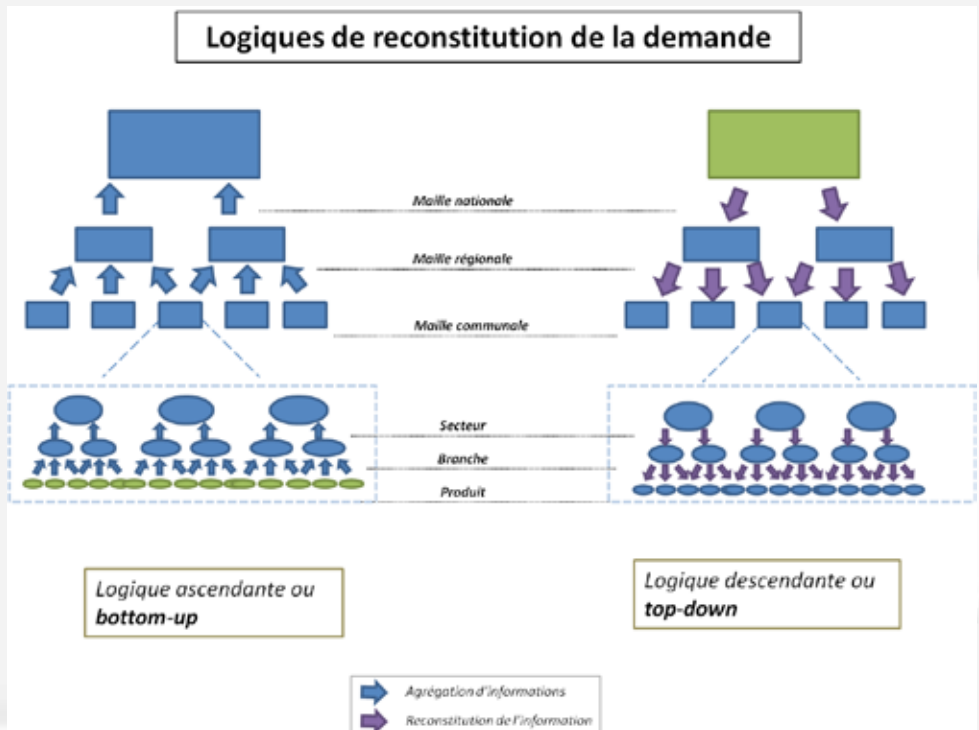 Logiques de reconstitution de la demande
Maille nationale
Maille régionale
Maille communale
Secteur
Branche
Produit
Logique ascendante ou
bottom-up
Logique descendante ou
top-down
Agrégation d'informations
Reconstitution de l'information